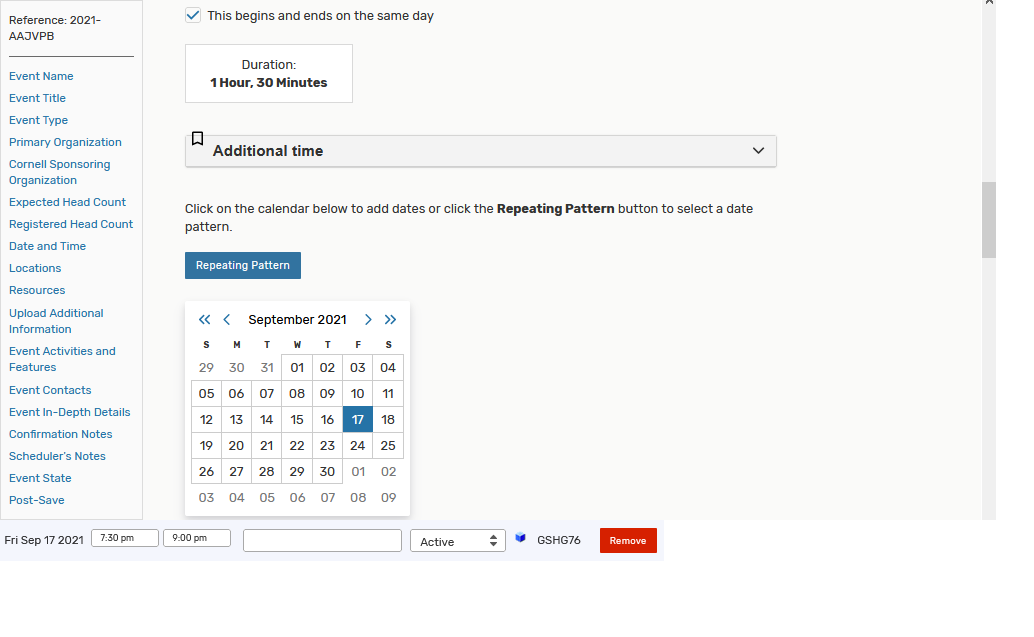 Reference: 2021-
AAJVPB
Event Name
Event Title
Event Type
Primary Organization
Cornell Sponsoring
Organization
Expected Head Count
Registered Head Count
Date and Time
Locations
Resources
Upload Additional
Information
Event Activities and
Features
Event Contacts
Event In-Depth Details
Confirmation Notes
Scheduler's Notes
Event State
Post-Save
This begins and ends on the same day
Duration:
1 Hour, 30 Minutes
Additional time
Click on the calendar below to add dates or click the Repeating Pattern button to select a date
pattern.
Repeating Pattern
September 2021
S M T W T F S
29 30 31 01 02 03 04
05 06 07 08 09 10 11
12 13 14 15 16 17 18
19 20 21 22 23 24 25
26 27 28 29 30 01 02
03 04 05 06 07 08 09
Fri Sep 17 2021 7:30 pm 9:00 pm Active GSHG76 Remove